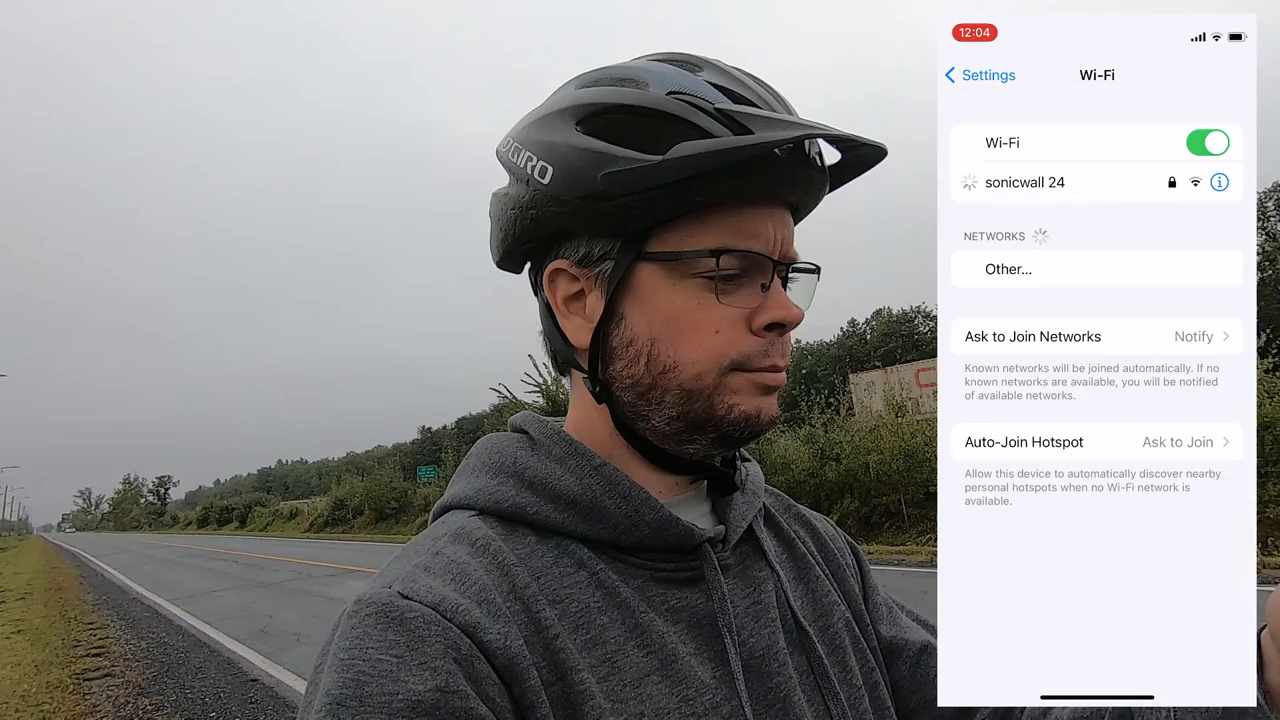 GIRO
12:04
Settings
Wi-Fi
Wi-Fi
sonicwall 24
NETWORKS
Other...
Ask to Join Networks
Notify
Known networks will be joined automatically. If no
known networks are available, you will be notified
of available networks.
Auto-Join Hotspot
Ask to Join
Allow this device to automatically discover nearby
personal hotspots when no Wi-Fi network is
available.